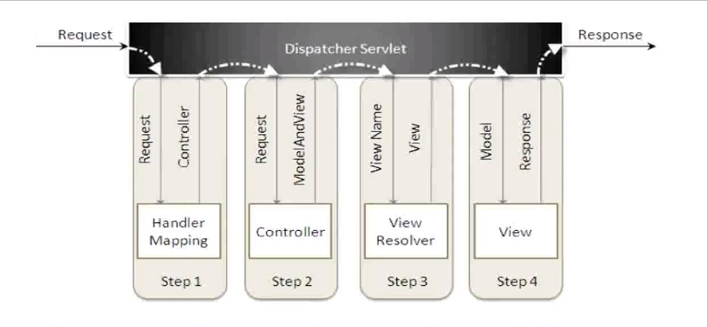 Request
Dispatcher Servlet
Response
Request
Controller
Request
ModelAndView
View Name
View
Model
Response
Handler
Mapping
Controller
View
Resolver
View
Step 1
Step 2
Step 3
Step 4